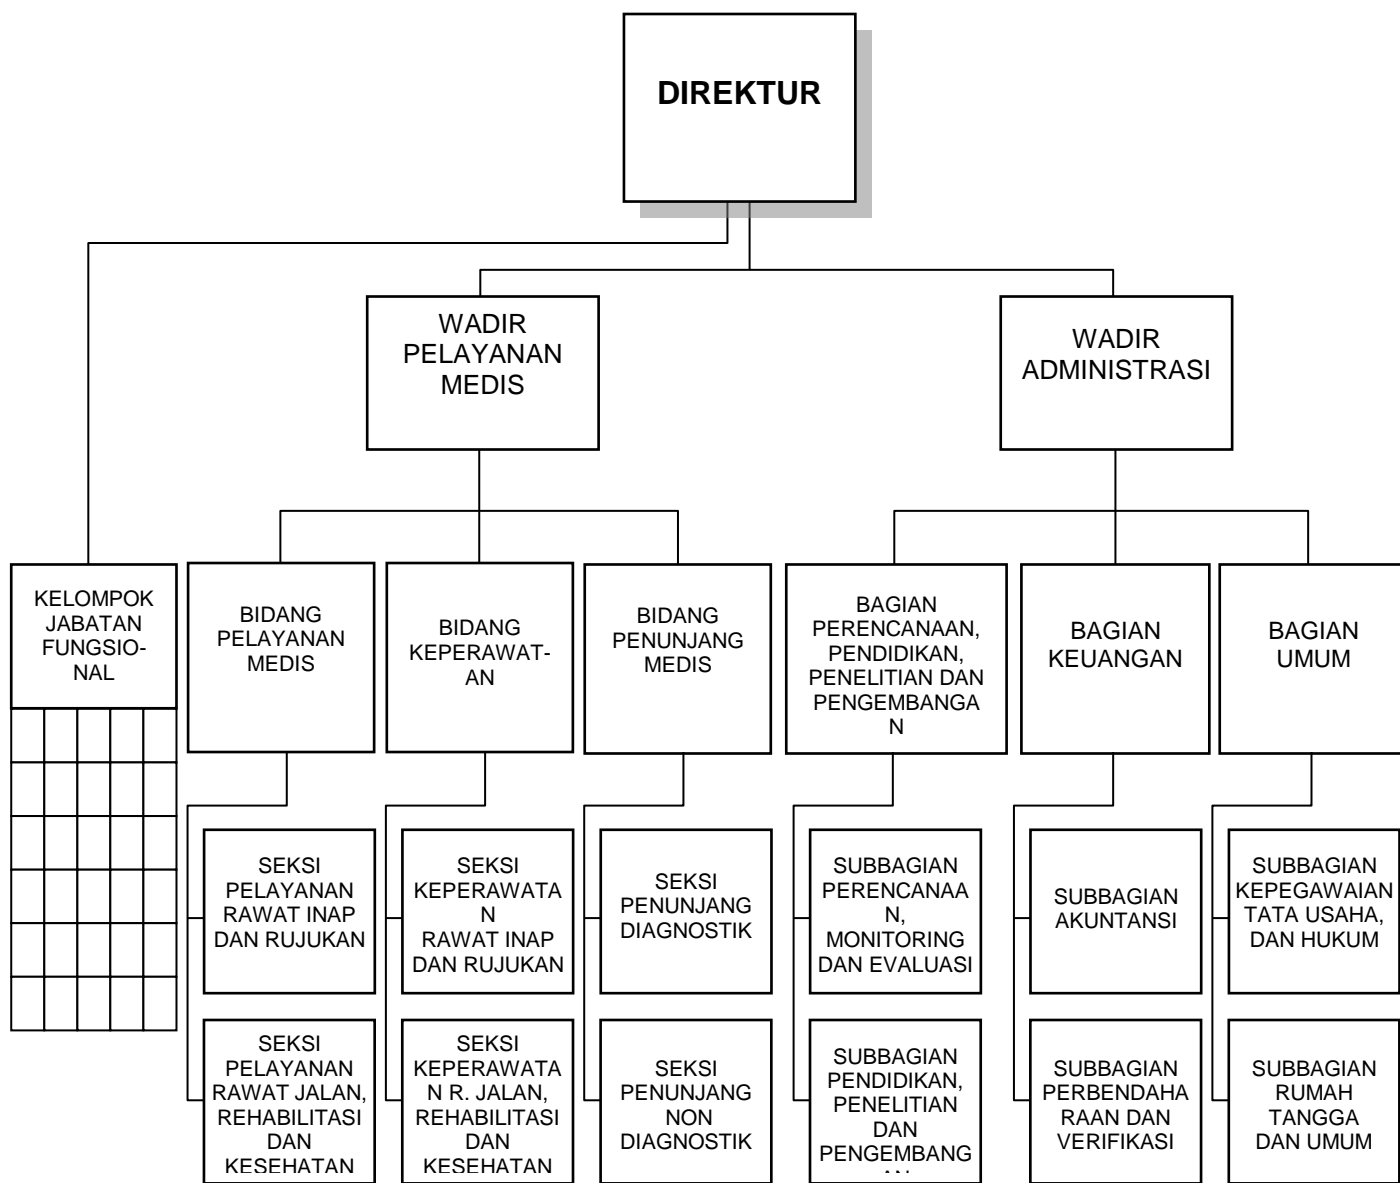 DIREKTUR
WADIR
PELAYANAN
MEDIS
WADIR
ADMINISTRASI
KELOMPOK
JABATAN
FUNGSIO-
NAL
BIDANG
PELAYANAN
MEDIS
BIDANG
KEPERAWAT-
AN
BIDANG
PENUNJANG
MEDIS
BAGIAN
PERENCANAAN,
PENDIDIKAN,
PENELITIAN DAN
PENGEMBANGA
N
BAGIAN
KEUANGAN
BAGIAN
UMUM
SEKSI
PELAYANAN
RAWAT INAP
DAN RUJUKAN
SEKSI
KEPERAWATA
N
RAWAT INAP
DAN RUJUKAN
SEKSI
PENUNJANG
DIAGNOSTIK
SUBBAGIAN
PERENCANAA
N,
MONITORING
DAN EVALUASI
SUBBAGIAN
AKUNTANSI
SUBBAGIAN
KEPEGAWAIAN
TATA USAHA,
DAN HUKUM
SEKSI
PELAYANAN
RAWAT JALAN,
REHABILITASI
DAN
KESEHATAN
SEKSI
KEPERAWATA
N R. JALAN,
REHABILITASI
DAN
KESEHATAN
SEKSI
PENUNJANG
NON
DIAGNOSTIK
SUBBAGIAN
PENDIDIKAN,
PENELITIAN
DAN
PENGEMBANG
SUBBAGIAN
PERBENDAHA
RAAN DAN
VERIFIKASI
SUBBAGIAN
RUMAH
TANGGA
DAN UMUM